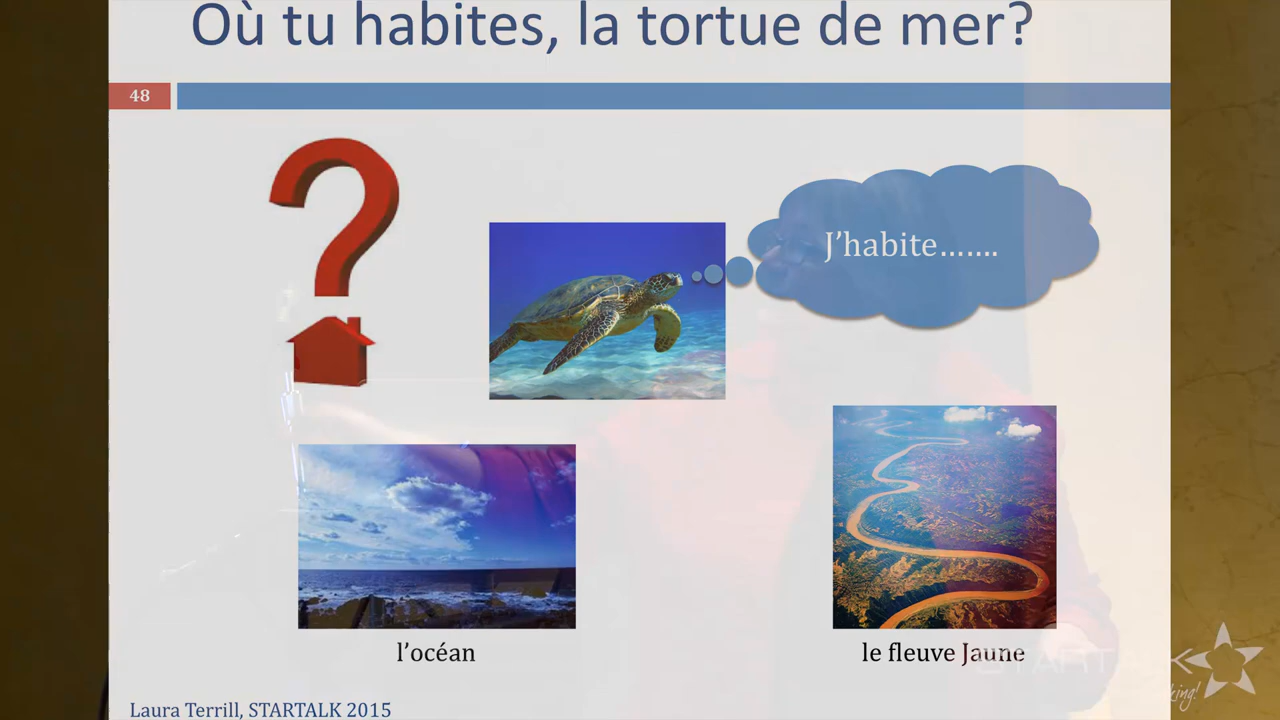 Où tu habites, la tortue de mer?
48
J'habite.......
l'océan
le fleuve Jaune
Laura Terrill, STARTALK 2015